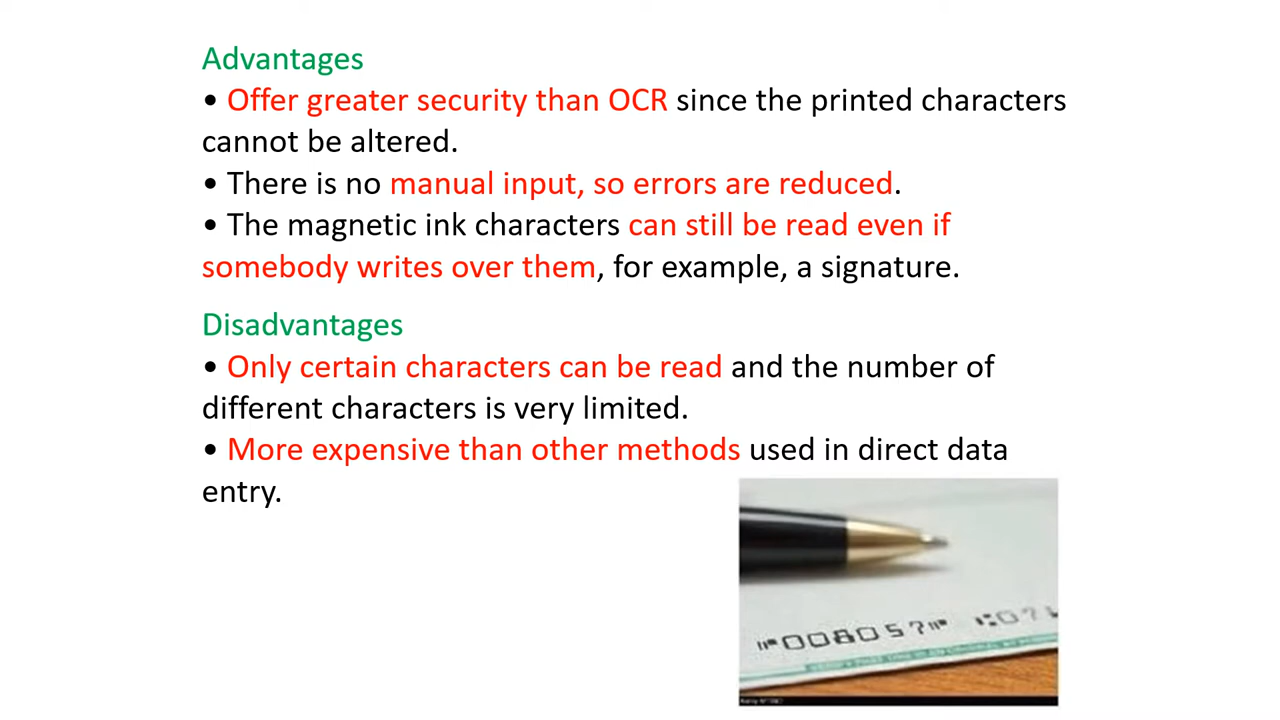 Advantages
• Offer greater security than OCR since the printed characters
cannot be altered.
• There is no manual input, so errors are reduced.
• The magnetic ink characters can still be read even if
somebody writes over them, for example, a signature.
Disadvantages
• Only certain characters can be read and the number of
different characters is very limited.
• More expensive than other methods used in direct data
entry.
⑈008057⑈ ⑆071